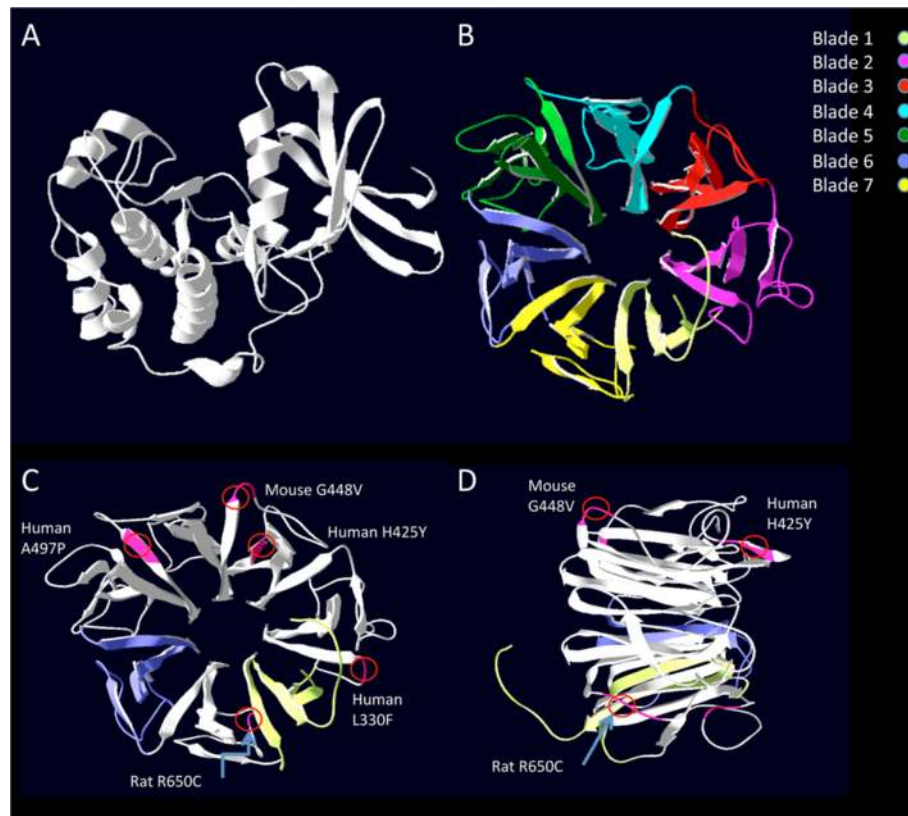 A
B
Blade 1
Blade 2
Blade 3
Blade 4
Blade 5
Blade 6
Blade 7
C
Mouse G448V
Human
A497P
Human H425Y
Human
L330F
Rat R650C
D
Mouse
G448V
Human
H425Y
Rat R650C